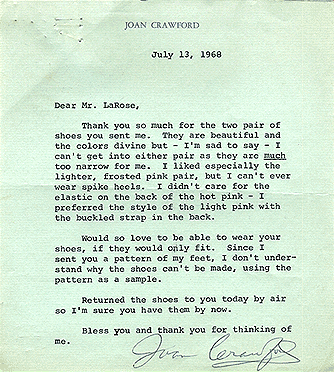 JOAN CRAWFORD
July 13, 1968
Dear Mr. LaRose,
Thank you so much for the two pair of
shoes you sent me. They are beautiful and
the colors divine but - I'm sad to say - I
can't get into either pair as they are much
too narrow for me. I liked especially the
lighter, frosted pink pair, but I can't ever
wear spike heels. I didn't care for the
elastic on the back of the hot pink - I
preferred the style of the light pink with
the buckled strap in the back.
Would so love to be able to wear your
shoes, if they would only fit. Since I
sent you a pattern of my feet, I don't under-
stand why the shoes can't be made, using the
pattern as a sample.
Returned the shoes to you today by air
so I'm sure you have them by now.
Bless you and thank you for thinking of
me.
Joan Crawford